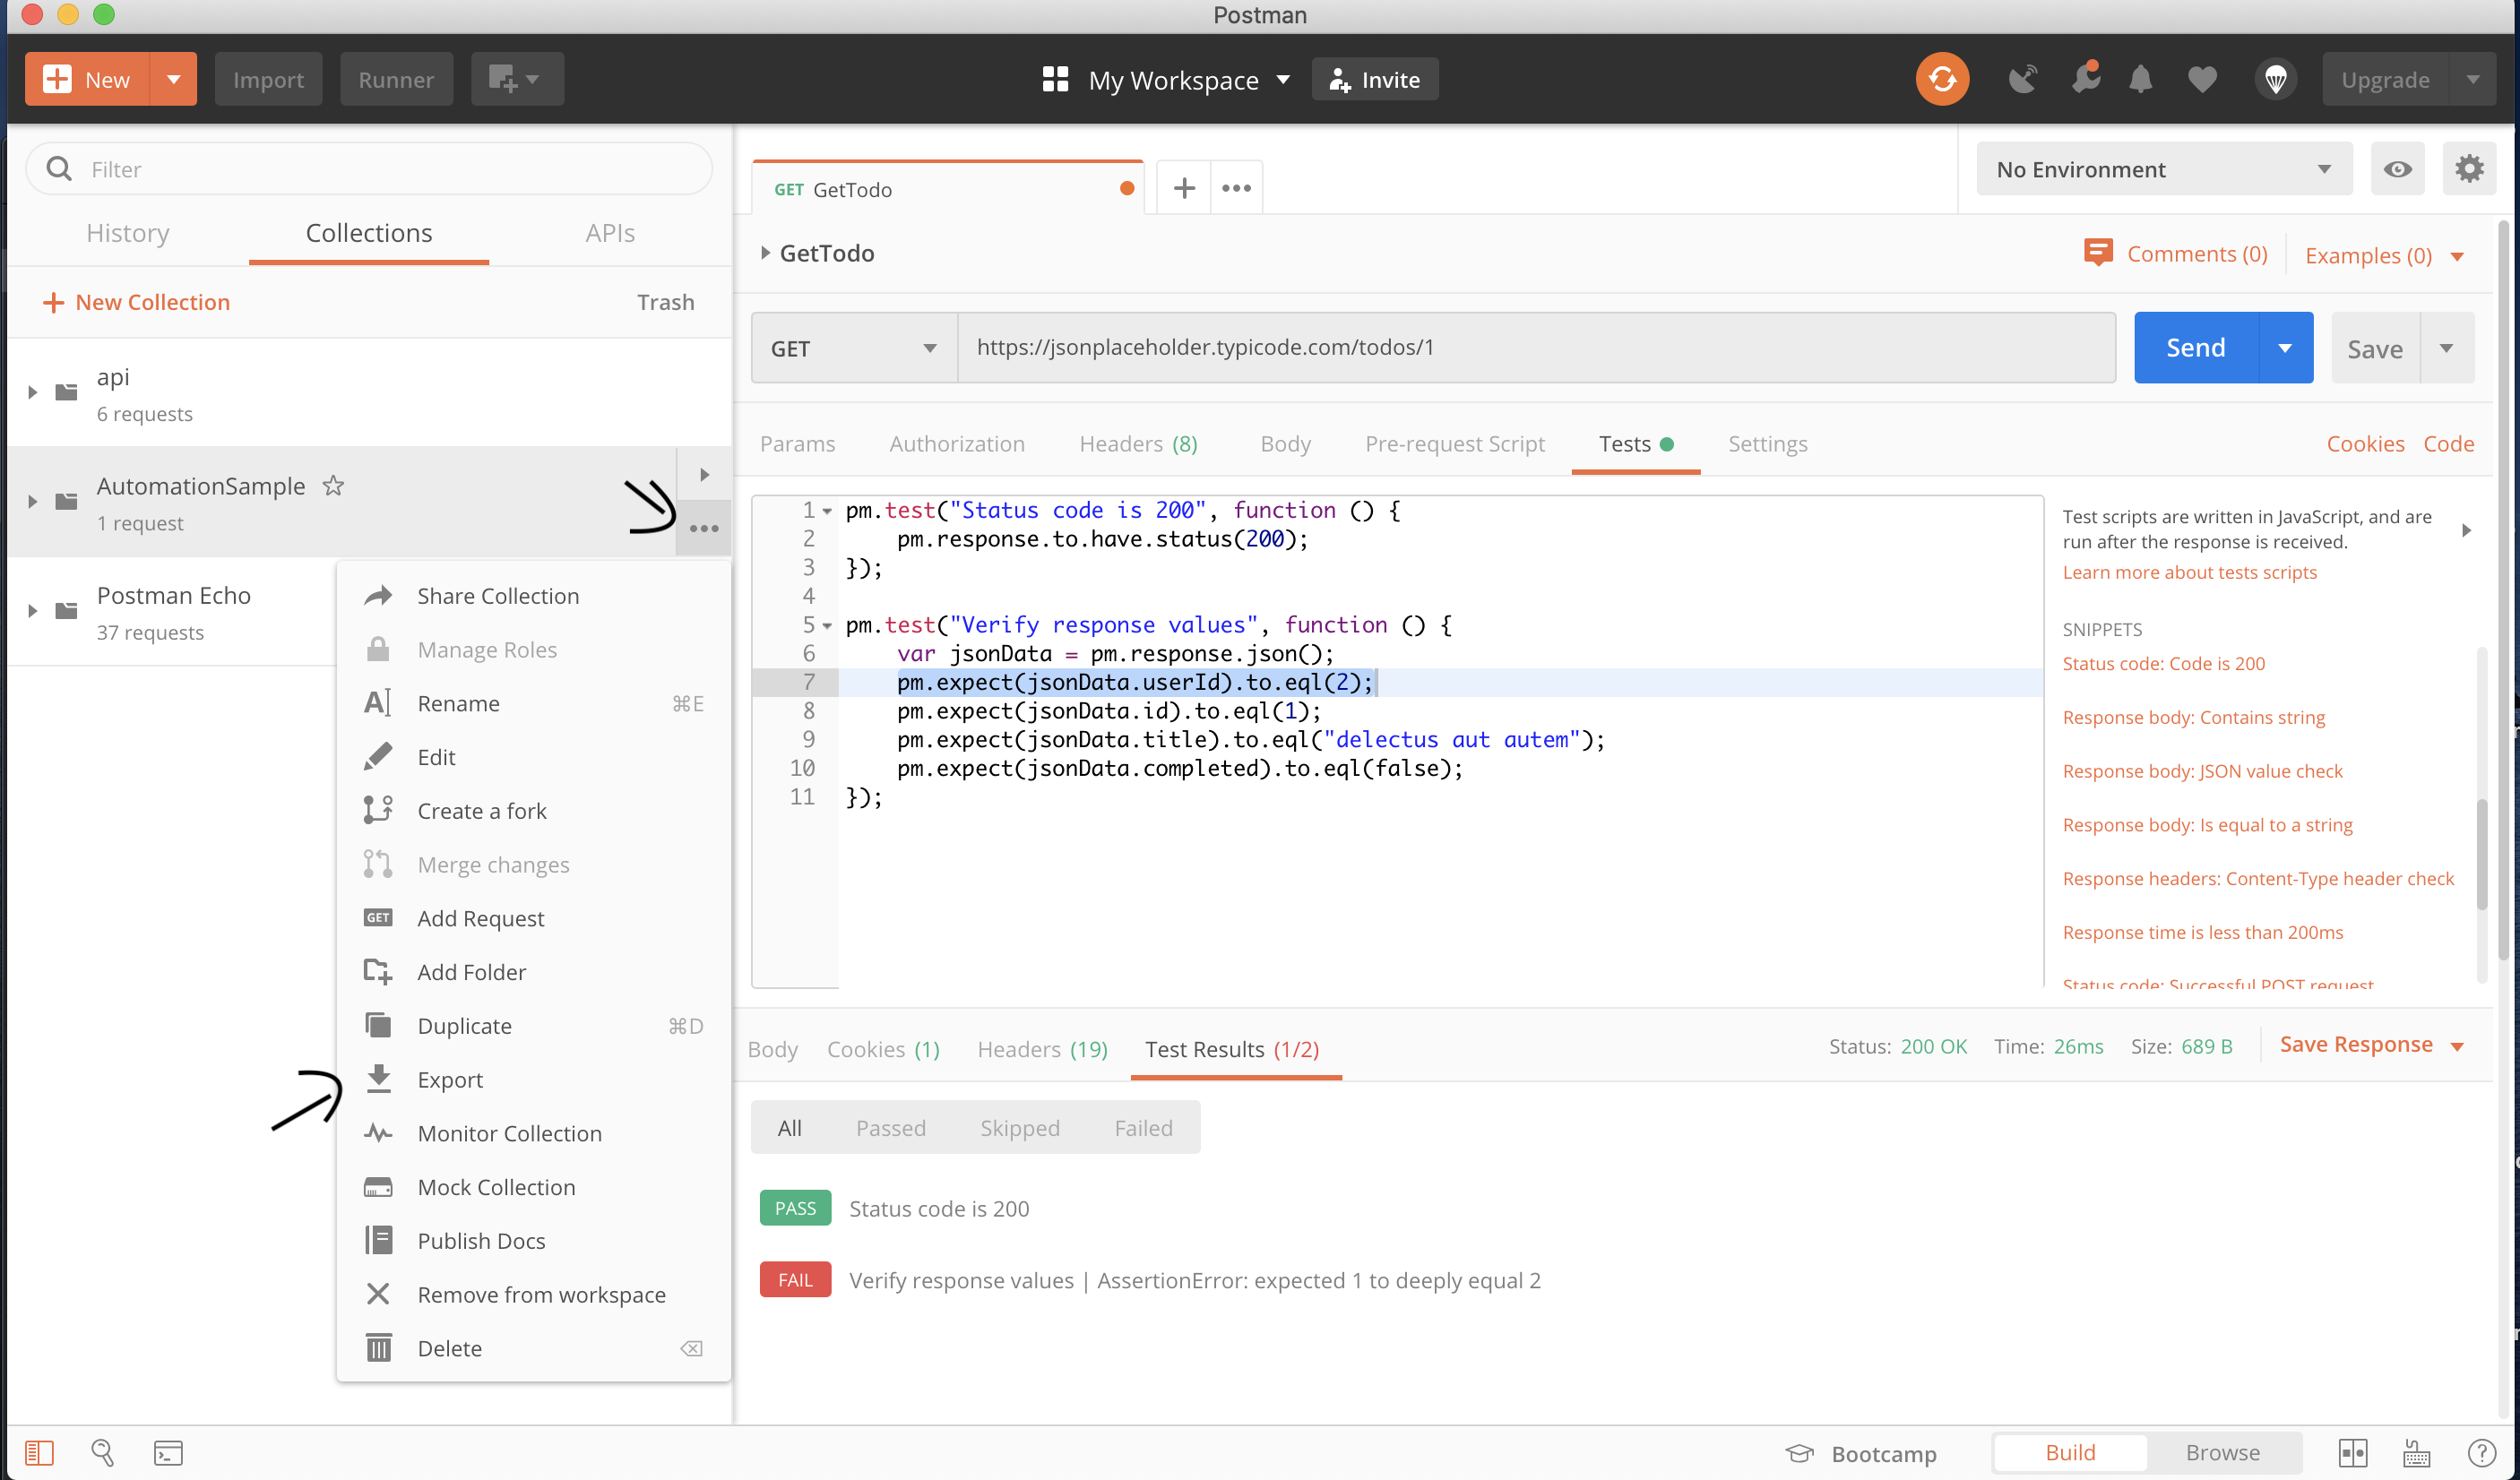 Postman
New
Import
Runner
My Workspace
Invite
Upgrade
Filter
History
Collections
APIs
New Collection
Trash
api
6 requests
AutomationSample
1 request
Postman Echo
37 requests
Share Collection
Manage Roles
Rename ⌘E
Edit
Create a fork
Merge changes
GET Add Request
Add Folder
Duplicate ⌘D
Export
Monitor Collection
Mock Collection
Publish Docs
Remove from workspace
Delete
GET GetTodo
No Environment
GetTodo
Comments (0)
Examples (0)
GET
https://jsonplaceholder.typicode.com/todos/1
Send
Save
Params
Authorization
Headers (8)
Body
Pre-request Script
Tests
Settings
Cookies
Code
1 pm.test("Status code is 200", function () {
2 pm.response.to.have.status(200);
3 });
4
5 pm.test("Verify response values", function () {
6 var jsonData = pm.response.json();
7 pm.expect(jsonData.userId).to.eql(2);
8 pm.expect(jsonData.id).to.eql(1);
9 pm.expect(jsonData.title).to.eql("delectus aut autem");
10 pm.expect(jsonData.completed).to.eql(false);
11 });
Test scripts are written in JavaScript, and are
run after the response is received.
Learn more about tests scripts
SNIPPETS
Status code: Code is 200
Response body: Contains string
Response body: JSON value check
Response body: Is equal to a string
Response headers: Content-Type header check
Response time is less than 200ms
Status code: Successful POST request
Body
Cookies (1)
Headers (19)
Test Results (1/2)
Status: 200 OK
Time: 26ms
Size: 689 B
Save Response
All
Passed
Skipped
Failed
PASS Status code is 200
FAIL Verify response values | AssertionError: expected 1 to deeply equal 2
Bootcamp
Build
Browse